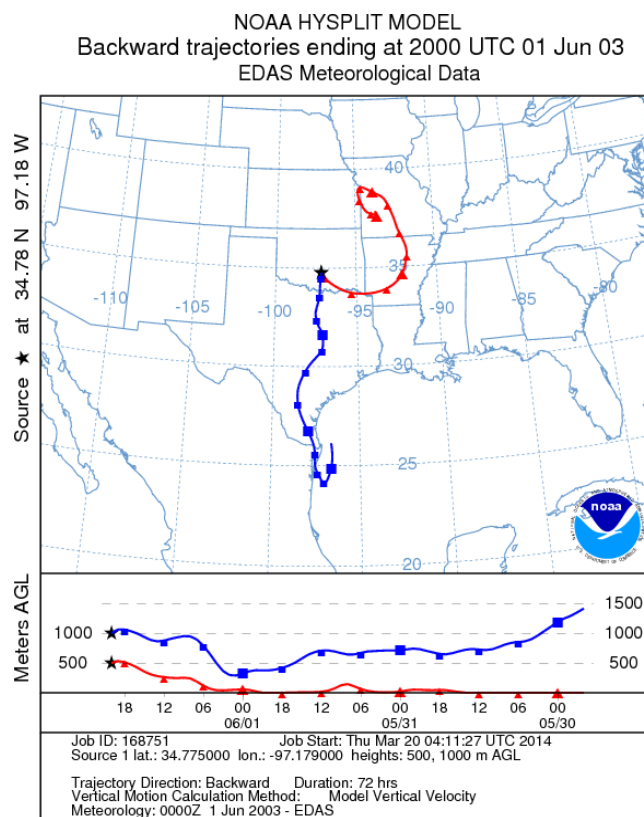 NOAA HYSPLIT MODEL
Backward trajectories ending at 2000 UTC 01 Jun 03
EDAS Meteorological Data
Source ★ at 34.78 N 97.18 W
40
35
-110
-105
-100
-95
-90
-85
-80
30
25
20
noaa
Meters AGL
1500
1000
1000
500
500
18 12 06 00 18 12 06 00 18 12 06 00
06/01 05/31 05/30
Job ID: 168751 Job Start: Thu Mar 20 04:11:27 UTC 2014
Source 1 lat.: 34.775000 lon.: -97.179000 heights: 500, 1000 m AGL
Trajectory Direction: Backward Duration: 72 hrs
Vertical Motion Calculation Method: Model Vertical Velocity
Meteorology: 0000Z 1 Jun 2003 - EDAS